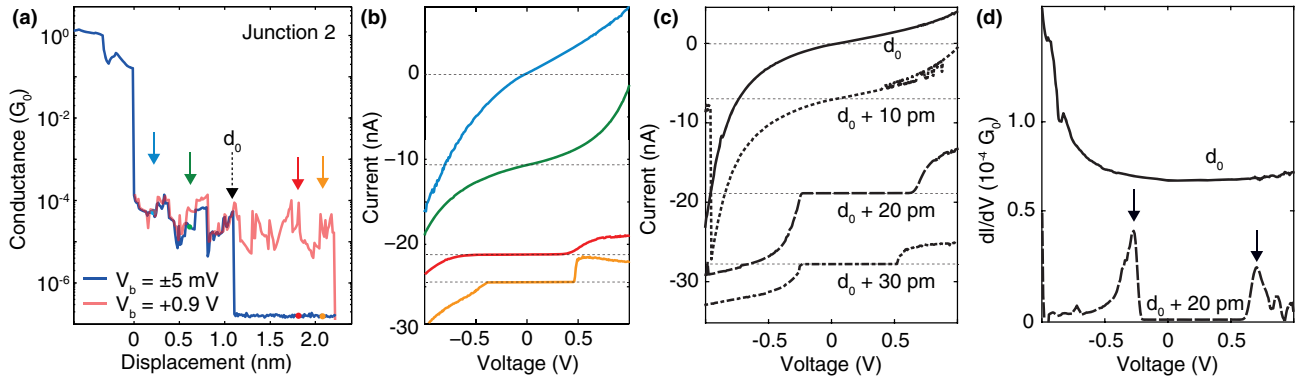 (a)
Junction 2
Conductance (G0)
10^0
10^-2
10^-4
10^-6
d0
Vb = ±5 mV
Vb = +0.9 V
0 0.5 1.0 1.5 2.0
Displacement (nm)
(b)
Current (nA)
0
-10
-20
-30
−0.5 0 0.5
Voltage (V)
(c)
Current (nA)
0
-10
-20
-30
d0
d0 + 10 pm
d0 + 20 pm
d0 + 30 pm
-0.5 0 0.5
Voltage (V)
(d)
dI/dV (10^-4 G0)
1.0
0.5
0
d0
d0 + 20 pm
-0.5 0 0.5
Voltage (V)